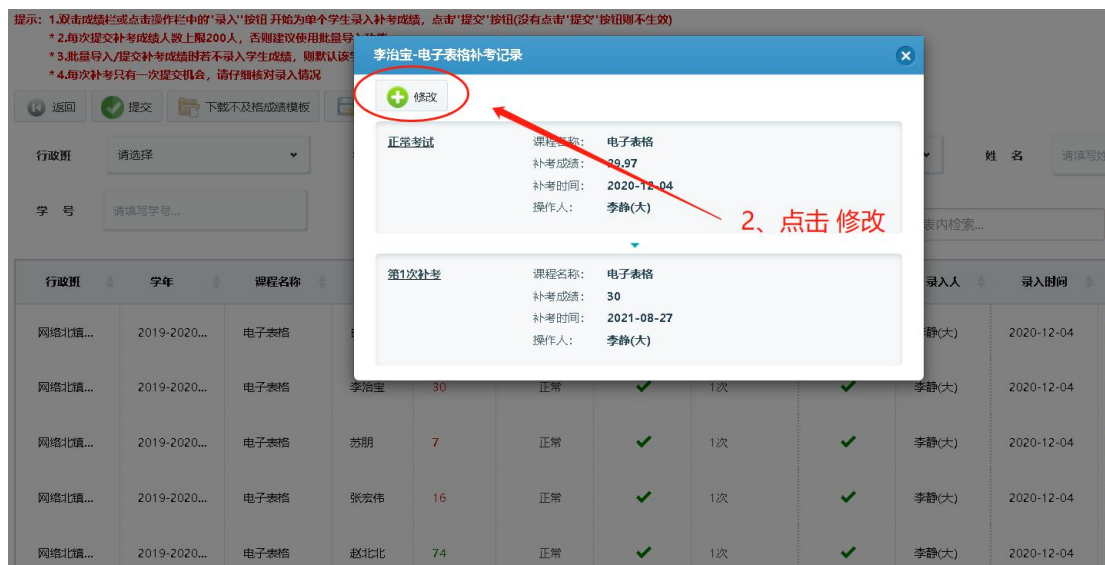 提示: 1.双击成绩栏或点击操作栏中的'录入''按钮 开始为单个学生录入补考成绩，点击''提交''按钮(没有点击''提交''按钮则不生效)
* 2.每次提交补考成绩人数上限200人，否则建议使用批量导入功能
* 3.批量导入/提交补考成绩时若不录入学生成绩，则默认该学
* 4.每次补考只有一次提交机会，请仔细核对录入情况
李治宝-电子表格补考记录
修改
返回 提交 下载不及格成绩模板
正常考试 课程名称: 电子表格
补考成绩: 29.97
补考时间: 2020-12-04
操作人: 李静(大)
2、点击 修改
行政班 请选择 姓 名 请填写姓
学 号 请填写学号... 表内检索...
第1次补考 课程名称: 电子表格
补考成绩: 30
补考时间: 2021-08-27
操作人: 李静(大)
行政班 学年 课程名称 录入人 录入时间
网络北镇... 2019-2020... 电子表格 静(大) 2020-12-04
网络北镇... 2019-2020... 电子表格 李治宝 30 正常 1次 李静(大) 2020-12-04
网络北镇... 2019-2020... 电子表格 苏朋 7 正常 1次 李静(大) 2020-12-04
网络北镇... 2019-2020... 电子表格 张宏伟 16 正常 1次 李静(大) 2020-12-04
网络北镇... 2019-2020... 电子表格 赵北北 74 正常 1次 李静(大) 2020-12-04